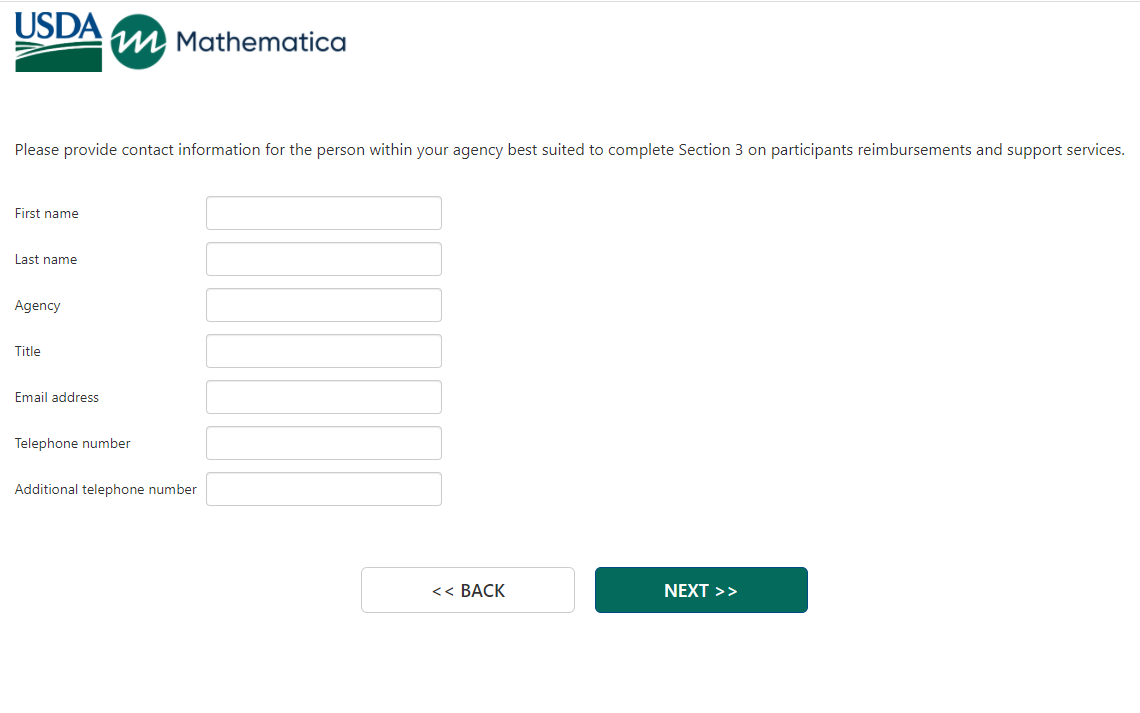 USDA m Mathematica
Please provide contact information for the person within your agency best suited to complete Section 3 on participants reimbursements and support services.
First name
Last name
Agency
Title
Email address
Telephone number
Additional telephone number
<< BACK NEXT >>